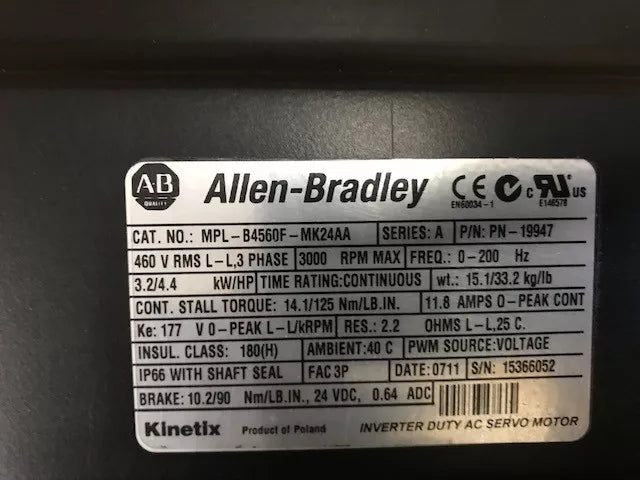 AB QUALITY Allen-Bradley CE EN60034-1 C RU US E146578
CAT. NO.: MPL-B4560F-MK24AA SERIES: A P/N: PN-19947
460 V RMS L-L,3 PHASE 3000 RPM MAX FREQ.: 0-200 Hz
3.2/4.4 kW/HP TIME RATING:CONTINUOUS wt.: 15.1/33.2 kg/lb
CONT. STALL TORQUE: 14.1/125 Nm/LB.IN. 11.8 AMPS 0-PEAK CONT
Ke: 177 V 0-PEAK L-L/kRPM RES.: 2.2 OHMS L-L,25 C.
INSUL. CLASS: 180(H) AMBIENT:40 C PWM SOURCE:VOLTAGE
IP66 WITH SHAFT SEAL FAC 3P DATE:0711 S/N: 15366052
BRAKE: 10.2/90 Nm/LB.IN., 24 VDC, 0.64 ADC
Kinetix Product of Poland INVERTER DUTY AC SERVO MOTOR